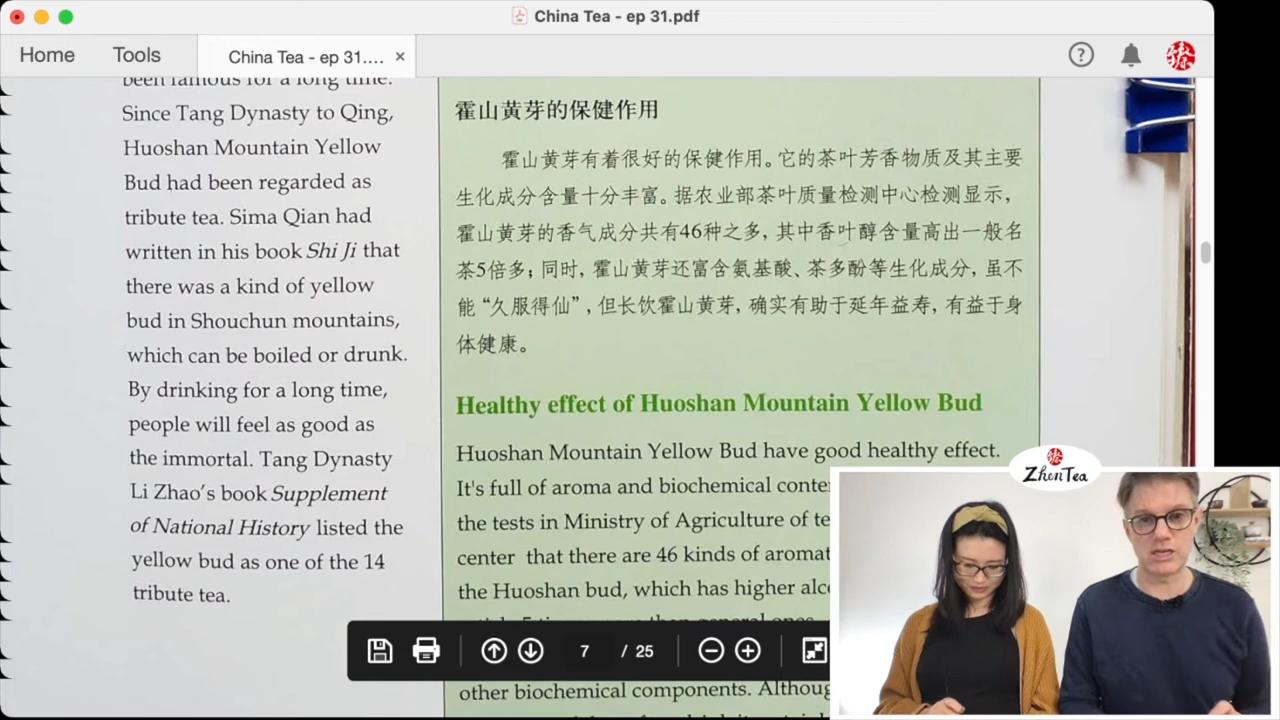 China Tea - ep 31.pdf
Home
Tools
China Tea - ep 31....
been famous for a long time.
Since Tang Dynasty to Qing,
Huoshan Mountain Yellow
Bud had been regarded as
tribute tea. Sima Qian had
written in his book Shi Ji that
there was a kind of yellow
bud in Shouchun mountains,
which can be boiled or drunk.
By drinking for a long time,
people will feel as good as
the immortal. Tang Dynasty
Li Zhao's book Supplement
of National History listed the
yellow bud as one of the 14
tribute tea.
霍山黄芽的保健作用
霍山黄芽有着很好的保健作用。它的茶叶芳香物质及其主要
生化成分含量十分丰富。据农业部茶叶质量检测中心检测显示，
霍山黄芽的香气成分共有46种之多，其中香叶醇含量高出一般名
茶5倍多；同时，霍山黄芽还富含氨基酸、茶多酚等生化成分，虽不
能“久服得仙”，但长饮霍山黄芽，确实有助于延年益寿，有益于身
体健康。
Healthy effect of Huoshan Mountain Yellow Bud
Huoshan Mountain Yellow Bud have good healthy effect.
It's full of aroma and biochemical conte
the tests in Ministry of Agriculture of te
center that there are 46 kinds of aromat
the Huoshan bud, which has higher alc
other biochemical components. Althoug
7 / 25
Zhen Tea